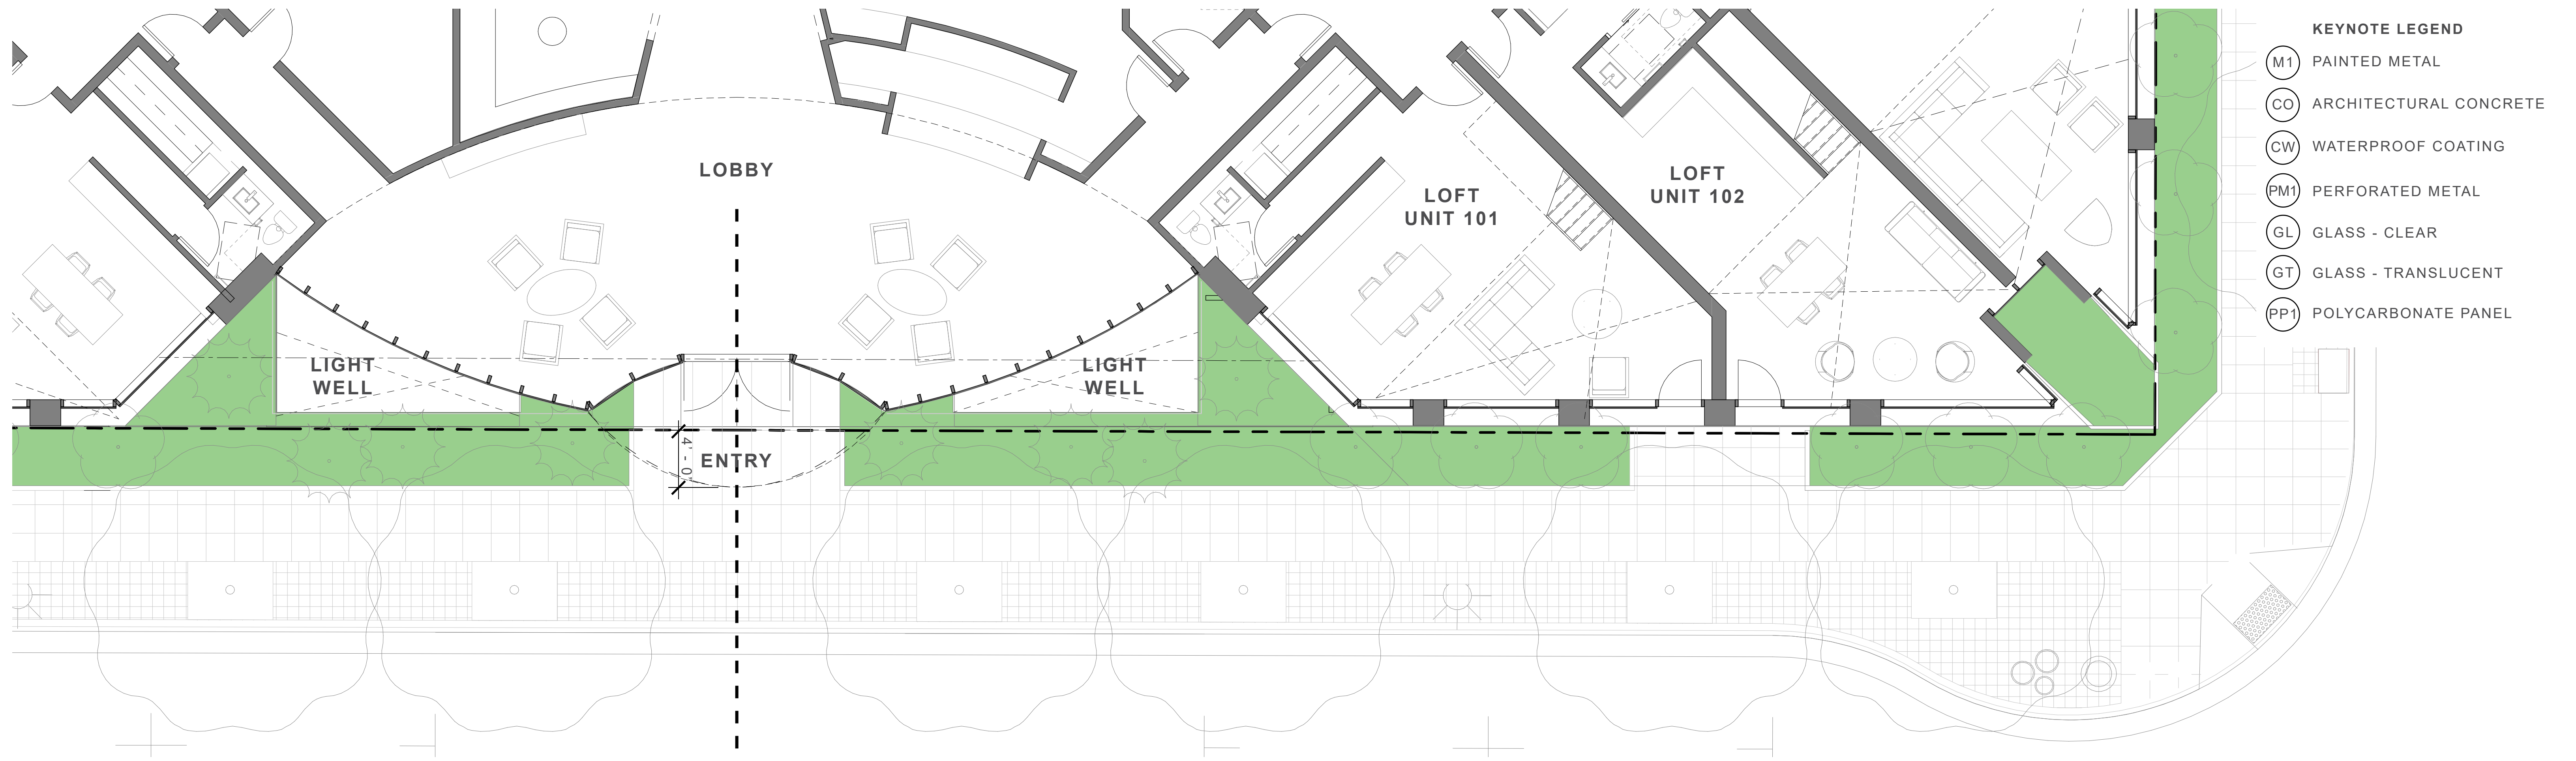 KEYNOTE LEGEND
M1 PAINTED METAL
CO ARCHITECTURAL CONCRETE
CW WATERPROOF COATING
PM1 PERFORATED METAL
GL GLASS - CLEAR
GT GLASS - TRANSLUCENT
PP1 POLYCARBONATE PANEL
LOBBY
LOFT
UNIT 101
LOFT
UNIT 102
LIGHT
WELL
LIGHT
WELL
4' - 0"
ENTRY